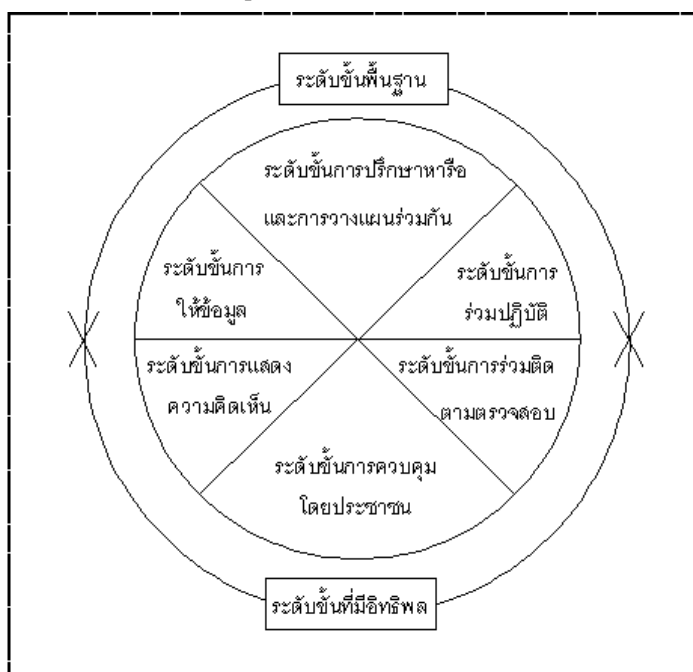 ระดับขั้นพื้นฐาน
ระดับขั้นการปรึกษาหารือ
และการวางแผนร่วมกัน
ระดับขั้นการ
ให้ข้อมูล
ระดับขั้นการ
ร่วมปฏิบัติ
ระดับขั้นการแสดง
ความคิดเห็น
ระดับขั้นการร่วมติด
ตามตรวจสอบ
ระดับขั้นการควบคุม
โดยประชาชน
ระดับขั้นที่มีอิทธิพล